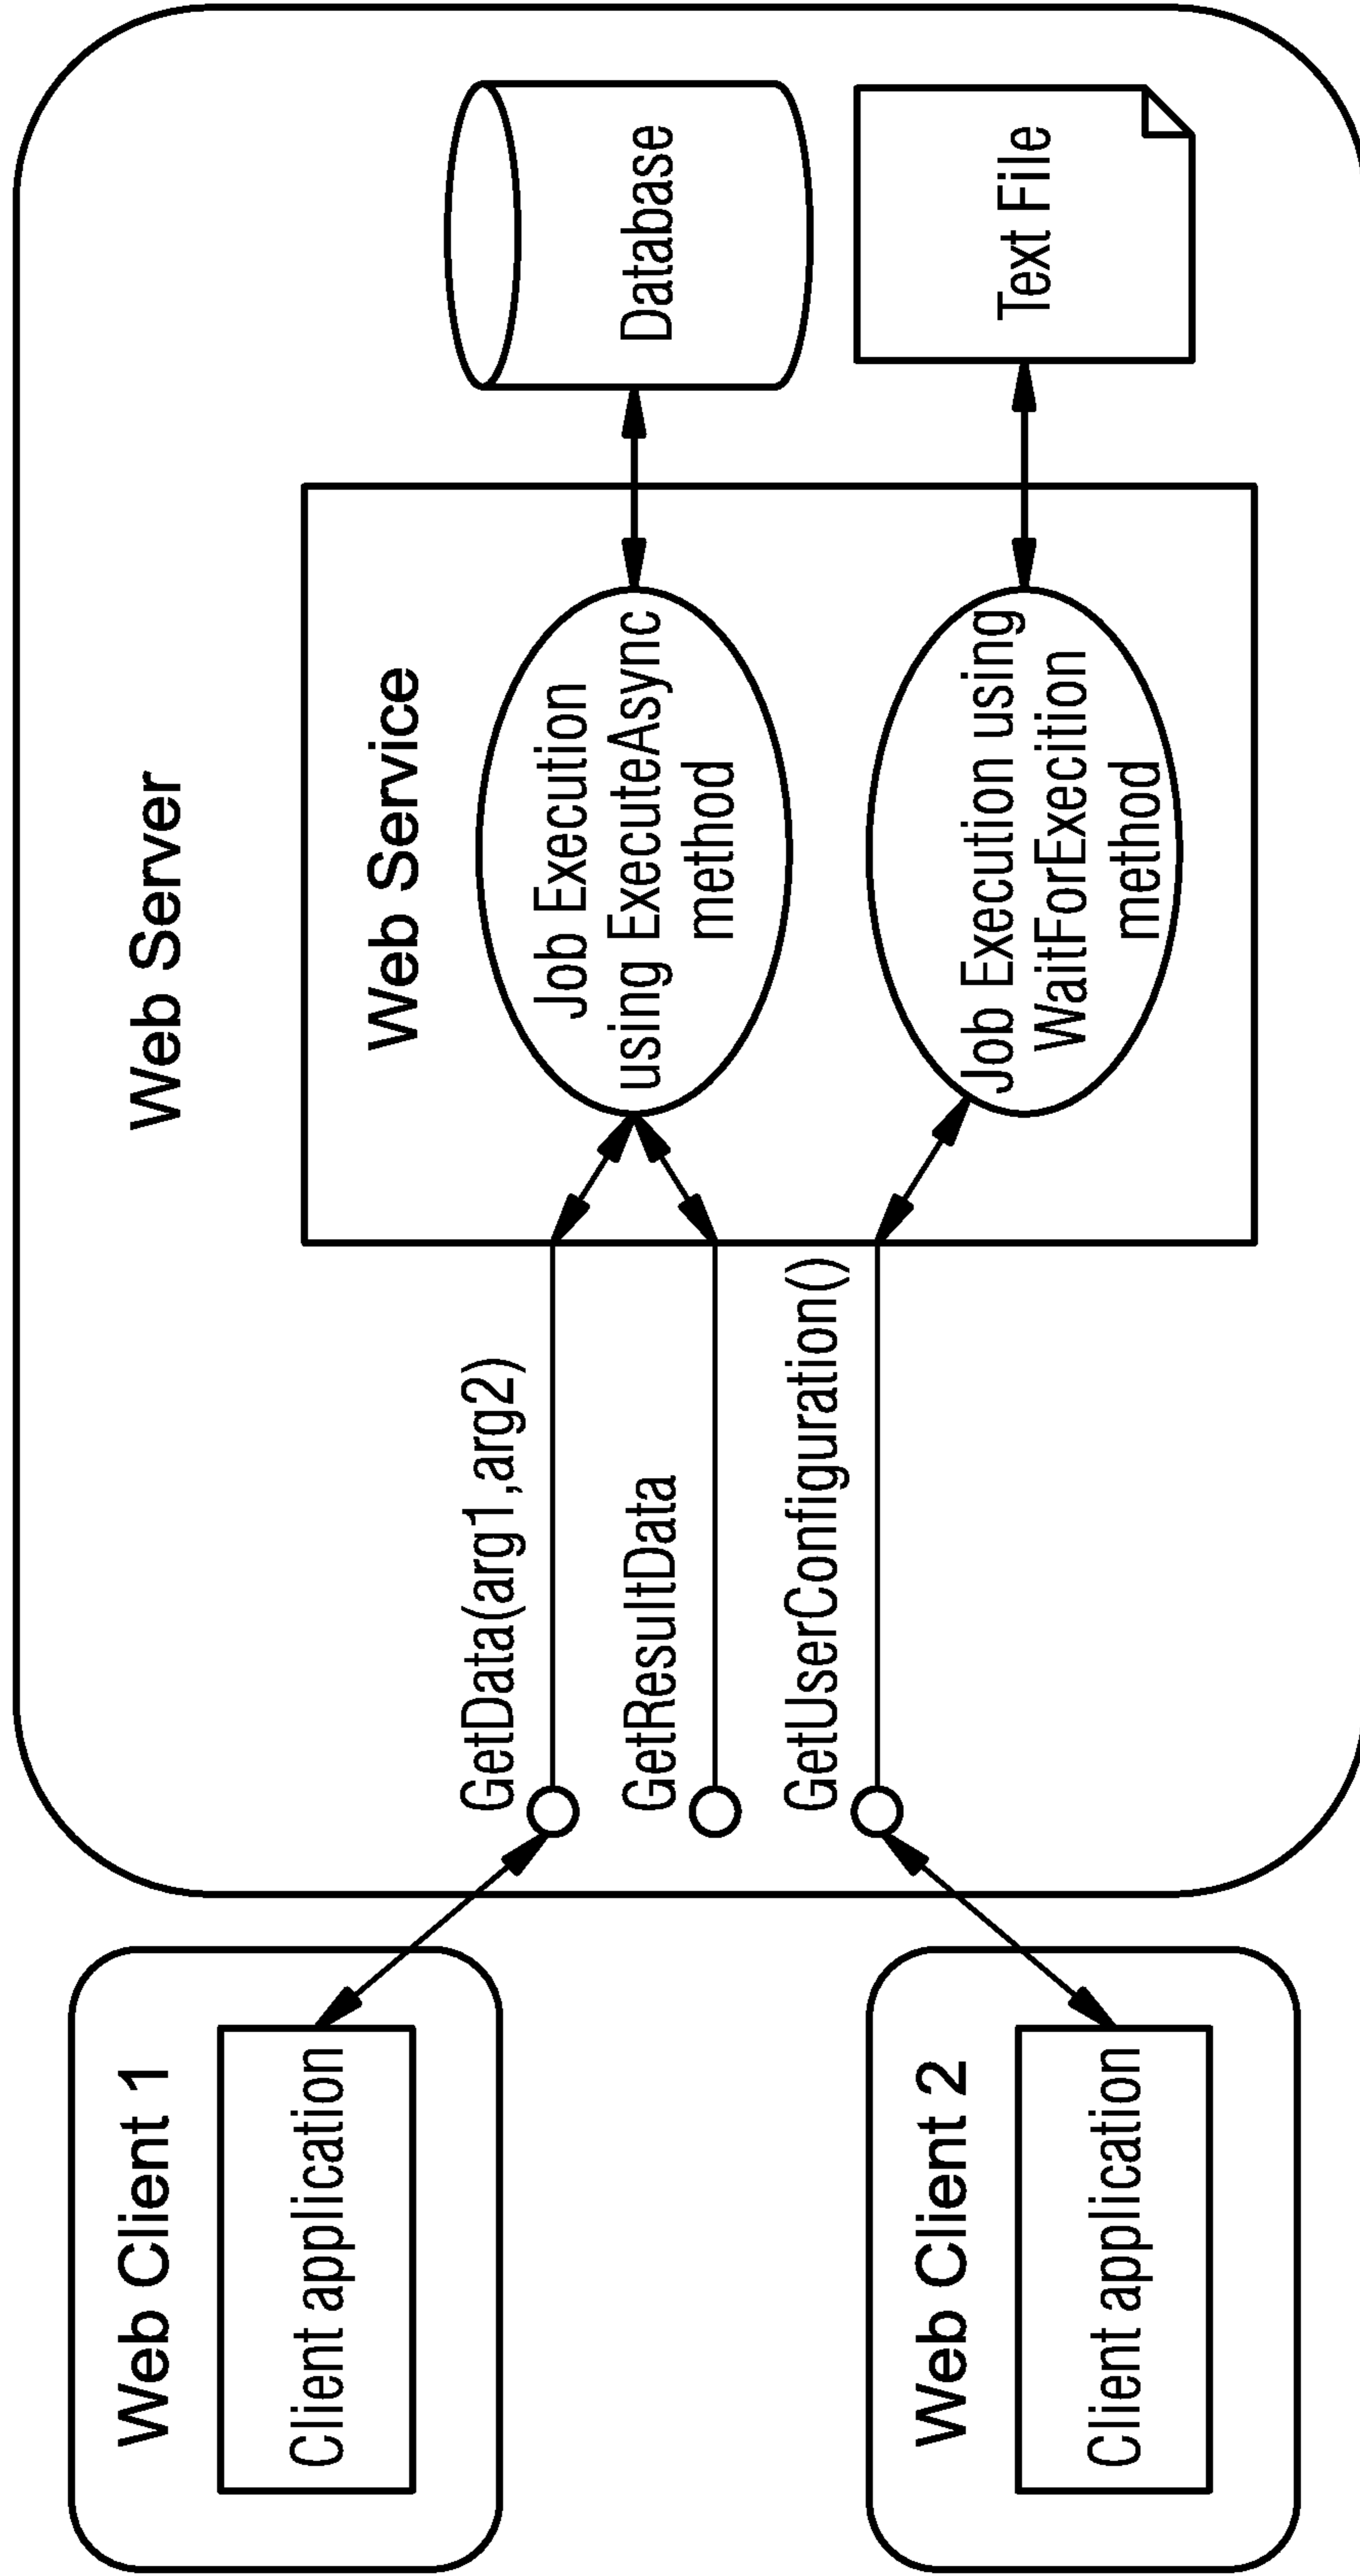 Web Client 1
Client application
Web Client 2
Client application
Web Server
GetData(arg1,arg2)
GetResultData
GetUserConfiguration()
Web Service
Job Execution
using ExecuteAsync
method
Job Execution using
WaitForExecition
method
Database
Text File